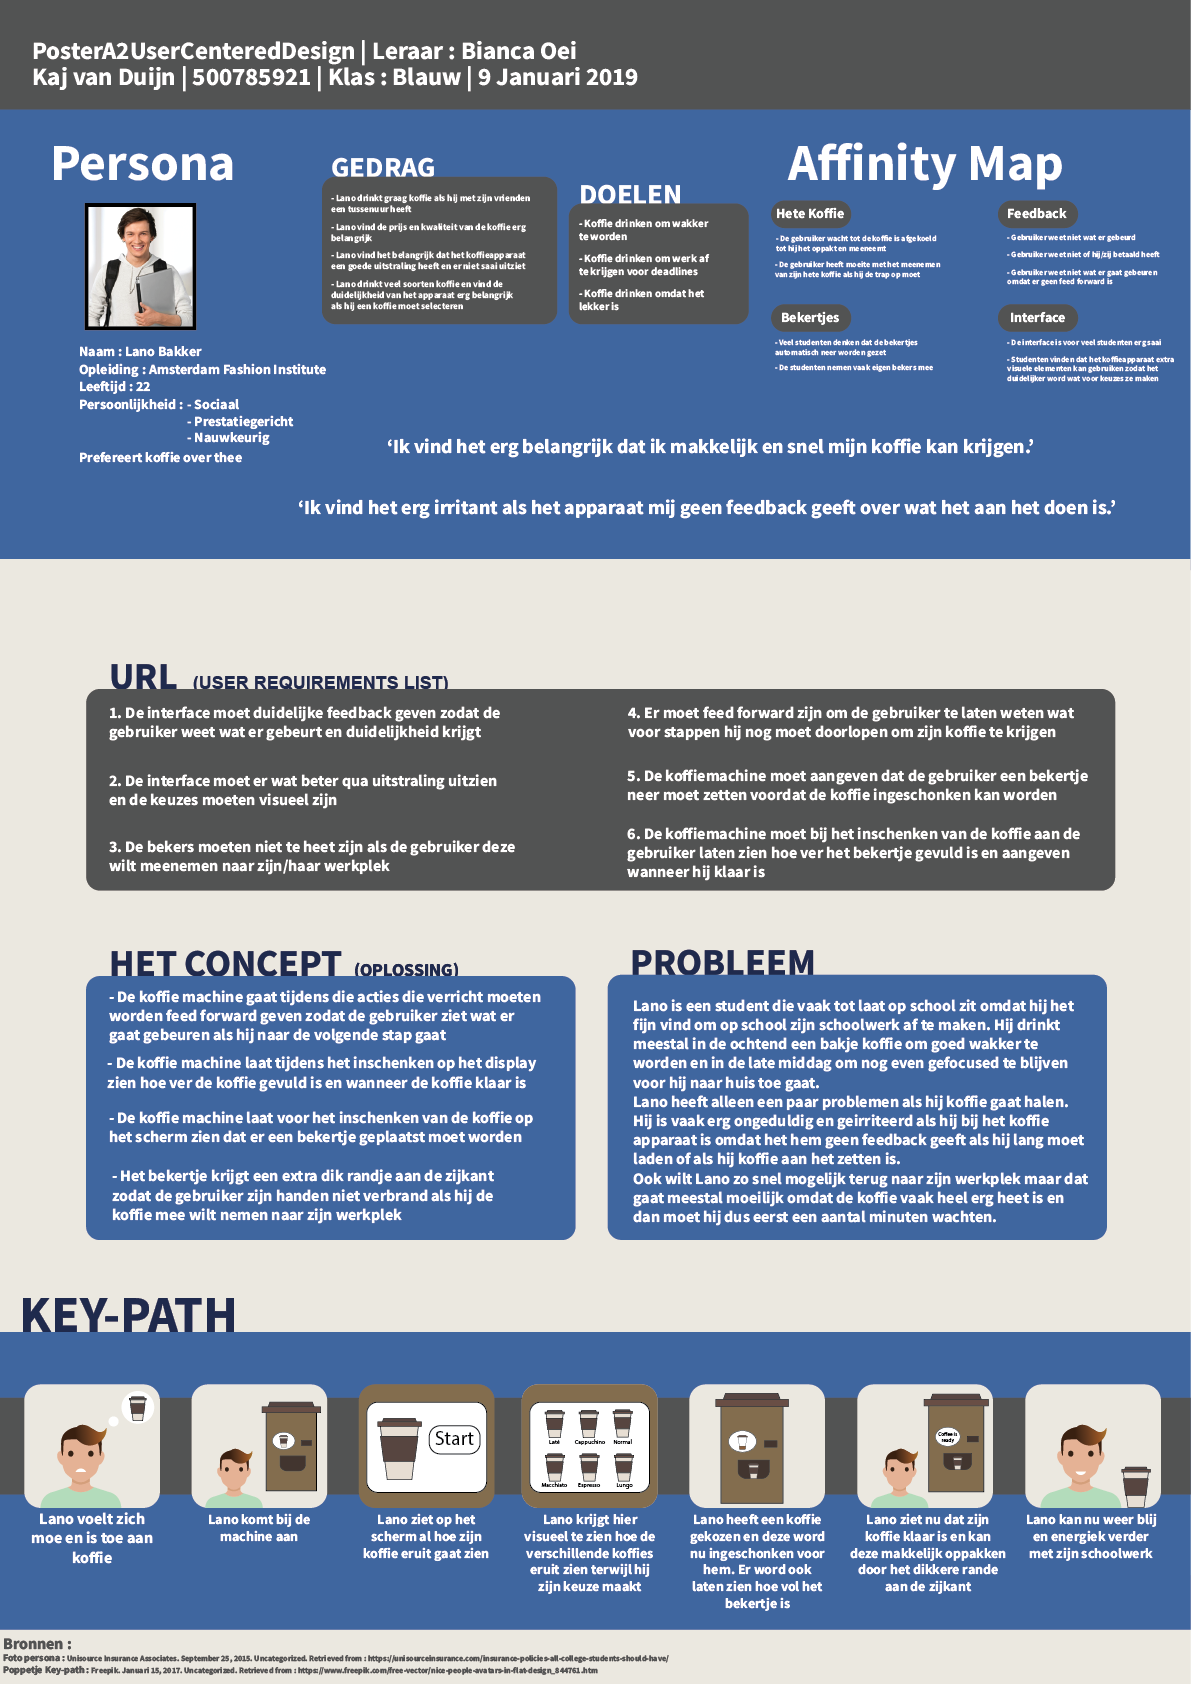 PosterA2UserCenteredDesign | Leraar : Bianca Oei
Kaj van Duijn | 500785921 | Klas : Blauw | 9 Januari 2019
Persona
Naam : Lano Bakker
Opleiding : Amsterdam Fashion Institute
Leeftijd : 22
Persoonlijkheid : - Sociaal
- Prestatiegericht
- Nauwkeurig
Prefereert koffie over thee
GEDRAG
- Lano drinkt graag koffie als hij met zijn vrienden
een tussenuur heeft
- Lano vind de prijs en kwaliteit van de koffie erg
belangrijk
- Lano vind het belangrijk dat het koffieapparaat
een goede uitstraling heeft en er niet saai uitziet
- Lano drinkt veel soorten koffie en vind de
duidelijkheid van het apparaat erg belangrijk
als hij een koffie moet selecteren
DOELEN
- Koffie drinken om wakker
te worden
- Koffie drinken om werk af
te krijgen voor deadlines
- Koffie drinken omdat het
lekker is
Affinity Map
Hete Koffie
- De gebruiker wacht tot de koffie is afgekoeld
tot hij het oppakt en meeneemt
- De gebruiker heeft moeite met het meenemen
van zijn hete koffie als hij de trap op moet
Feedback
- Gebruiker weet niet wat er gebeurd
- Gebruiker weet niet of hij/zij betaald heeft
- Gebruiker weet niet wat er gaat gebeuren
omdat er geen feed forward is
Bekertjes
- Veel studenten denken dat de bekertjes
automatisch neer worden gezet
- De studenten nemen vaak eigen bekers mee
Interface
- De interface is voor veel studenten erg saai
- Studenten vinden dat het koffieapparaat extra
visuele elementen kan gebruiken zodat het
duidelijker word wat voor keuzes ze maken
‘Ik vind het erg belangrijk dat ik makkelijk en snel mijn koffie kan krijgen.’
‘Ik vind het erg irritant als het apparaat mij geen feedback geeft over wat het aan het doen is.’
URL (USER REQUIREMENTS LIST)
1. De interface moet duidelijke feedback geven zodat de
gebruiker weet wat er gebeurt en duidelijkheid krijgt
2. De interface moet er wat beter qua uitstraling uitzien
en de keuzes moeten visueel zijn
3. De bekers moeten niet te heet zijn als de gebruiker deze
wilt meenemen naar zijn/haar werkplek
4. Er moet feed forward zijn om de gebruiker te laten weten wat
voor stappen hij nog moet doorlopen om zijn koffie te krijgen
5. De koffiemachine moet aangeven dat de gebruiker een bekertje
neer moet zetten voordat de koffie ingeschonken kan worden
6. De koffiemachine moet bij het inschenken van de koffie aan de
gebruiker laten zien hoe ver het bekertje gevuld is en aangeven
wanneer hij klaar is
HET CONCEPT (OPLOSSING)
- De koffie machine gaat tijdens die acties die verricht moeten
worden feed forward geven zodat de gebruiker ziet wat er
gaat gebeuren als hij naar de volgende stap gaat
- De koffie machine laat tijdens het inschenken op het display
zien hoe ver de koffie gevuld is en wanneer de koffie klaar is
- De koffie machine laat voor het inschenken van de koffie op
het scherm zien dat er een bekertje geplaatst moet worden
- Het bekertje krijgt een extra dik randje aan de zijkant
zodat de gebruiker zijn handen niet verbrand als hij de
koffie mee wilt nemen naar zijn werkplek
PROBLEEM
Lano is een student die vaak tot laat op school zit omdat hij het
fijn vind om op school zijn schoolwerk af te maken. Hij drinkt
meestal in de ochtend een bakje koffie om goed wakker te
worden en in de late middag om nog even gefocused te blijven
voor hij naar huis toe gaat.
Lano heeft alleen een paar problemen als hij koffie gaat halen.
Hij is vaak erg ongeduldig en geirriteerd als hij bij het koffie
apparaat is omdat het hem geen feedback geeft als hij lang moet
laden of als hij koffie aan het zetten is.
Ook wilt Lano zo snel mogelijk terug naar zijn werkplek maar dat
gaat meestal moeilijk omdat de koffie vaak heel erg heet is en
dan moet hij dus eerst een aantal minuten wachten.
KEY-PATH
Lano voelt zich
moe en is toe aan
koffie
Lano komt bij de
machine aan
Start
Lano ziet op het
scherm al hoe zijn
koffie eruit gaat zien
Laté Cappuchino Normal
Macchiato Espresso Lungo
Lano krijgt hier
visueel te zien hoe de
verschillende koffies
eruit zien terwijl hij
zijn keuze maakt
Lano heeft een koffie
gekozen en deze word
nu ingeschonken voor
hem. Er word ook
laten zien hoe vol het
bekertje is
Coffee is
ready
Lano ziet nu dat zijn
koffie klaar is en kan
deze makkelijk oppakken
door het dikkere rande
aan de zijkant
Lano kan nu weer blij
en energiek verder
met zijn schoolwerk
Bronnen :
Foto persona : Unisource Insurance Associates. September 25, 2015. Uncategorized. Retrieved from : https://unisourceinsurance.com/insurance-policies-all-college-students-should-have/
Poppetje Key-path : Freepik. Januari 15, 2017. Uncategorized. Retrieved from : https://www.freepik.com/free-vector/nice-people-avatars-in-flat-design_844761.htm